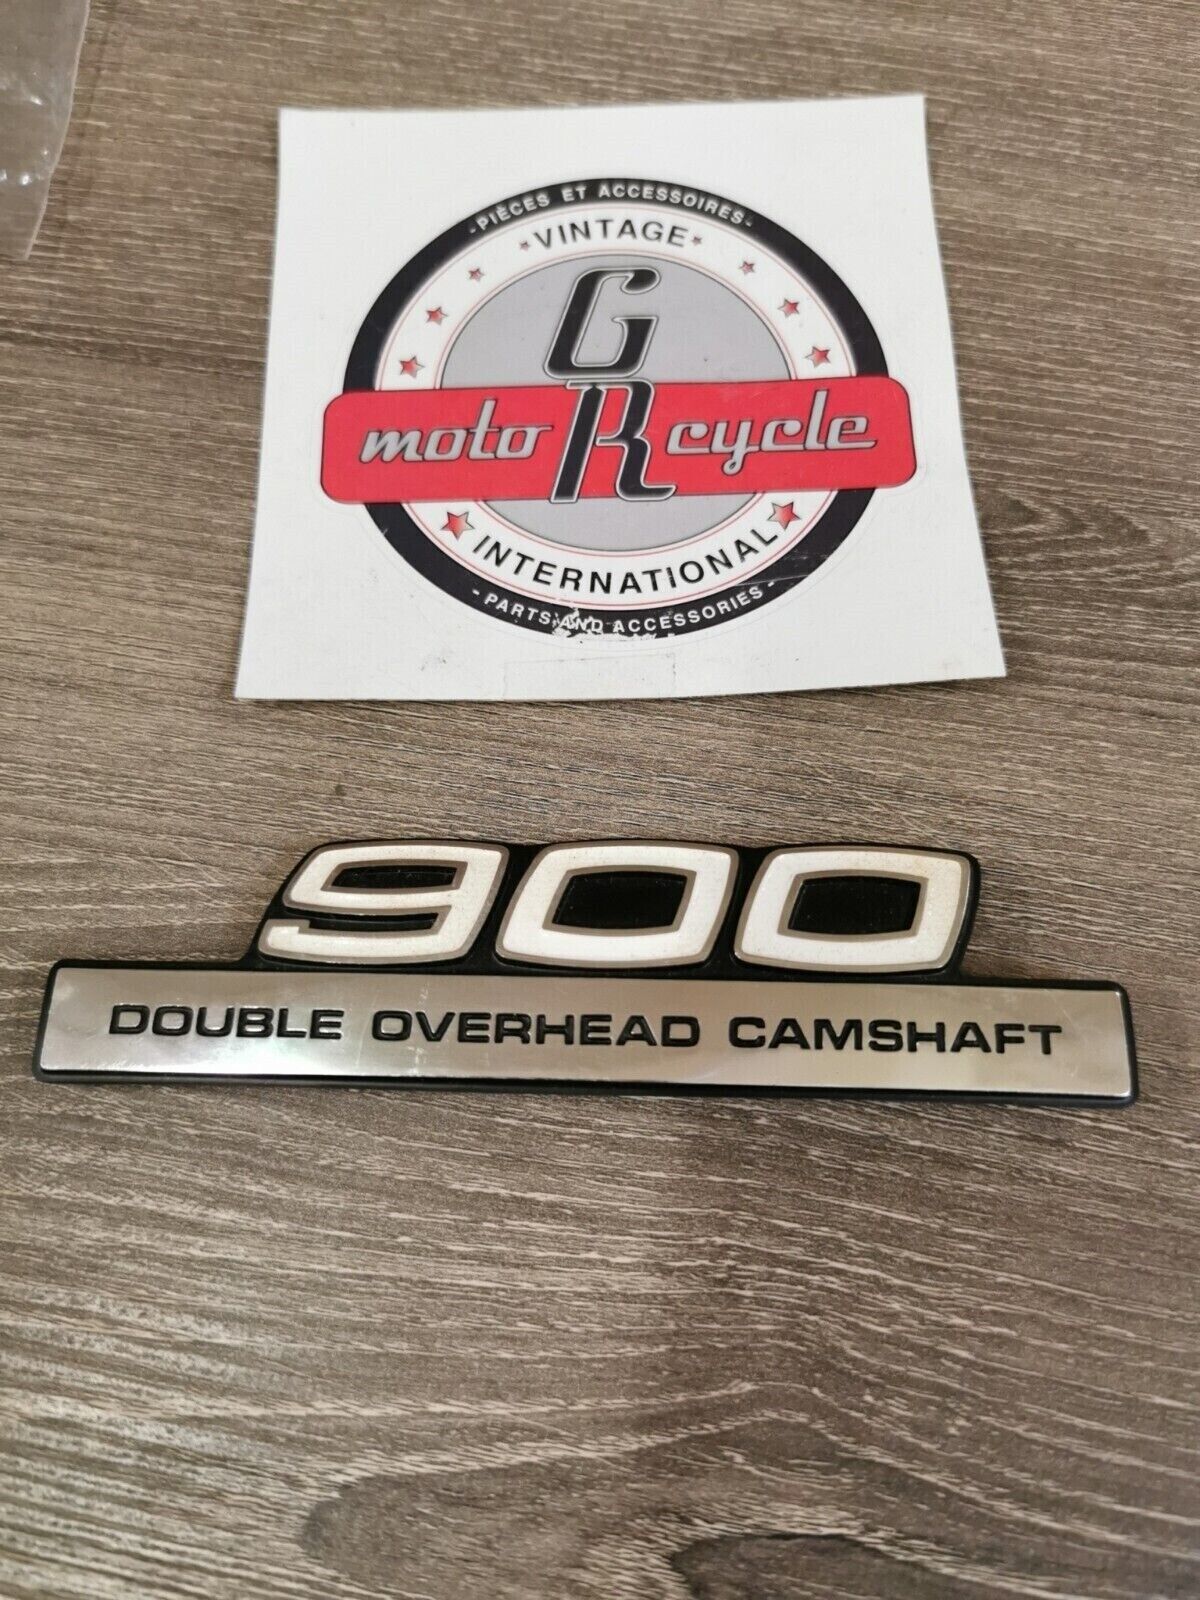 -PIÈCES ET ACCESSOIRES-
VINTAGE
GR
moto cycle
INTERNATIONAL
- PARTS AND ACCESSORIES -
900
DOUBLE OVERHEAD CAMSHAFT